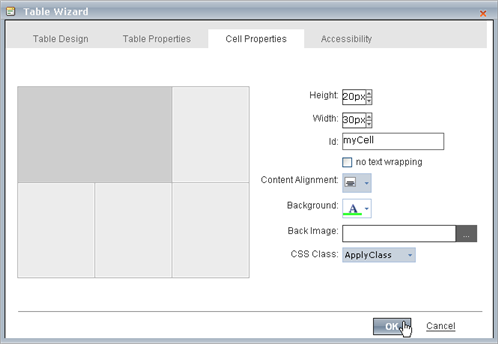 Table Wizard
Table Design Table Properties Cell Properties Accessibility
Height: 20px
Width: 30px
Id: myCell
no text wrapping
Content Alignment:
Background: A
Back Image: ...
CSS Class: ApplyClass
OK Cancel